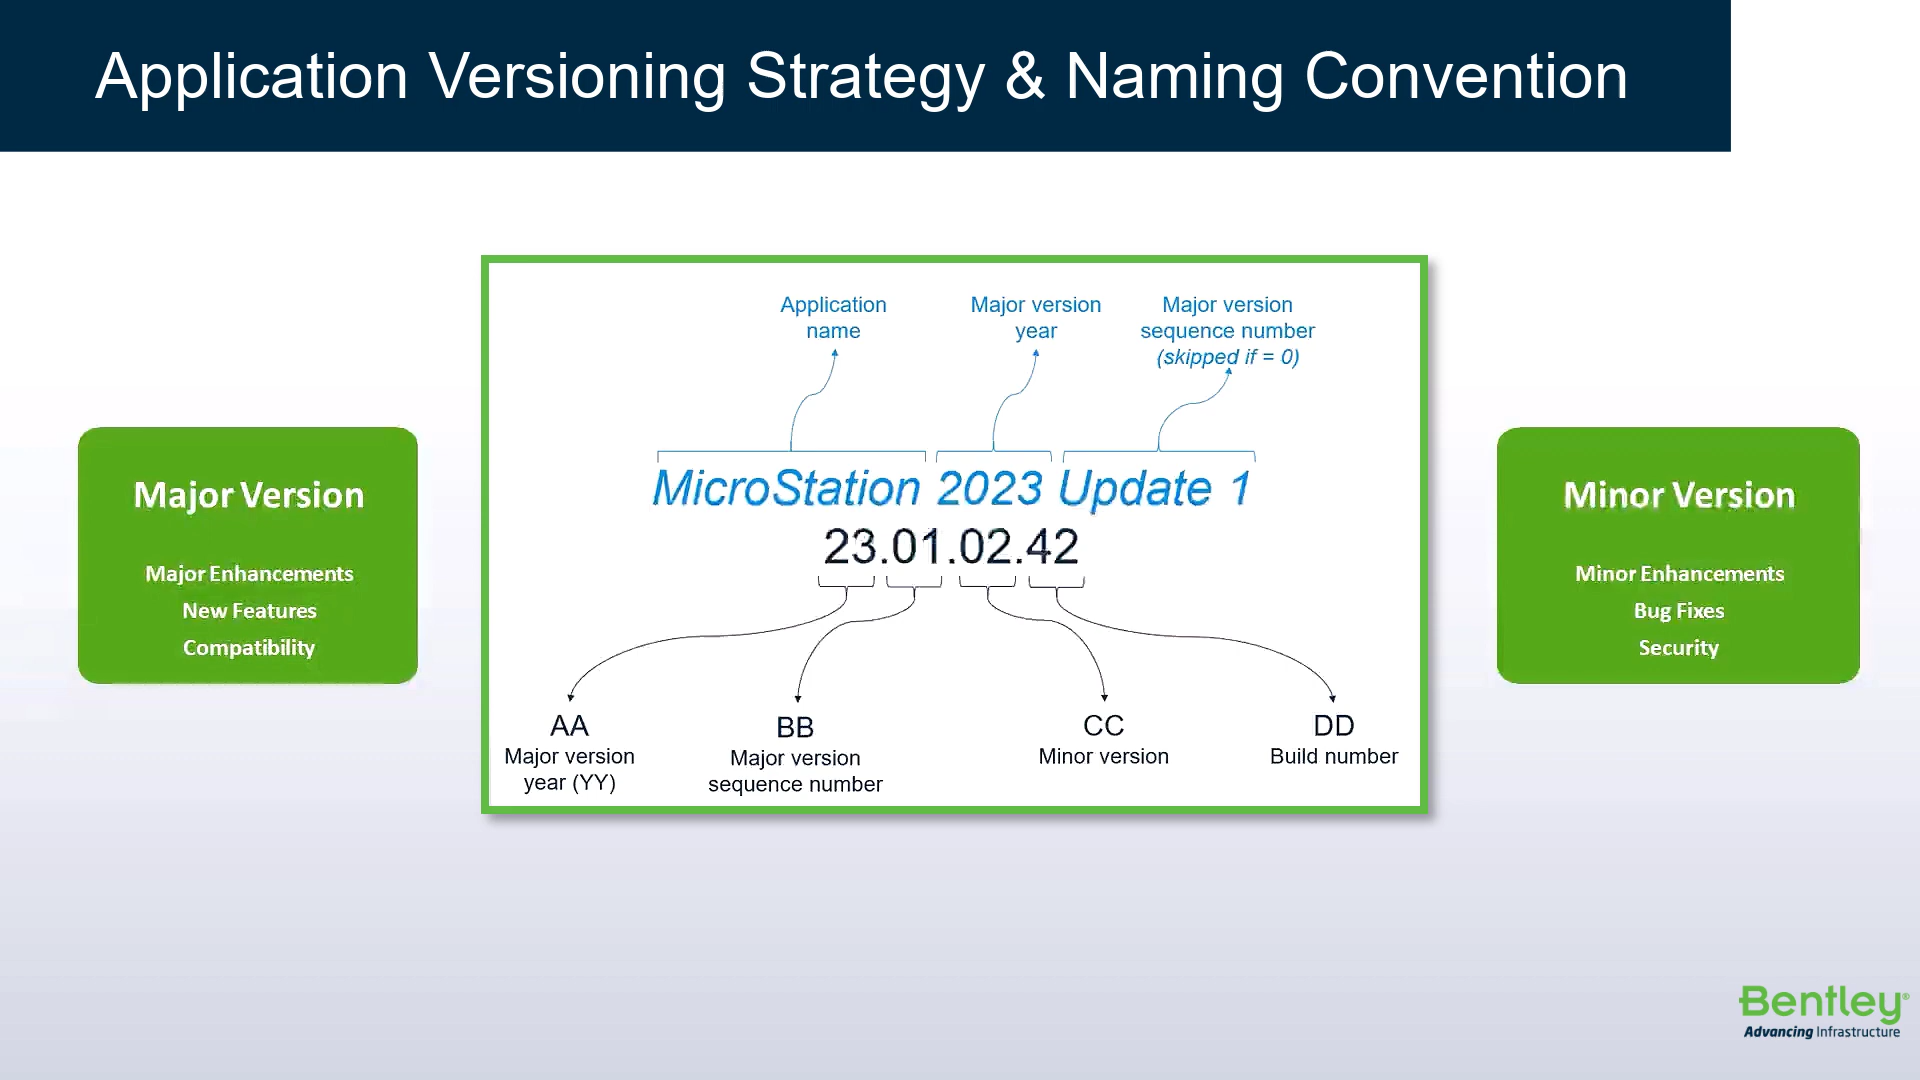 Application Versioning Strategy & Naming Convention
Major Version
Major Enhancements
New Features
Compatibility
Application
name
Major version
year
Major version
sequence number
(skipped if = 0)
MicroStation 2023 Update 1
23.01.02.42
AA
Major version
year (YY)
BB
Major version
sequence number
CC
Minor version
DD
Build number
Minor Version
Minor Enhancements
Bug Fixes
Security
Bentley®
Advancing Infrastructure